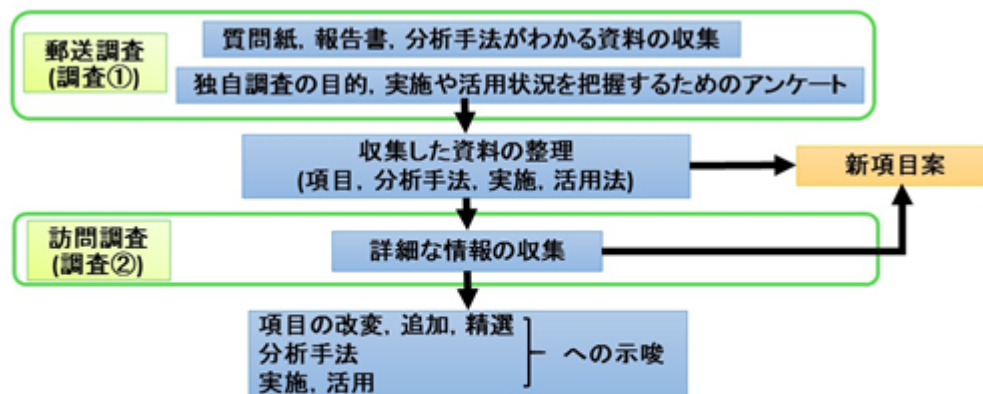 郵送調査
(調査①)
質問紙, 報告書, 分析手法がわかる資料の収集
独自調査の目的, 実施や活用状況を把握するためのアンケート
収集した資料の整理
(項目, 分析手法, 実施, 活用法)
新項目案
訪問調査
(調査②)
詳細な情報の収集
項目の改変, 追加, 精選
分析手法
実施, 活用
への示唆